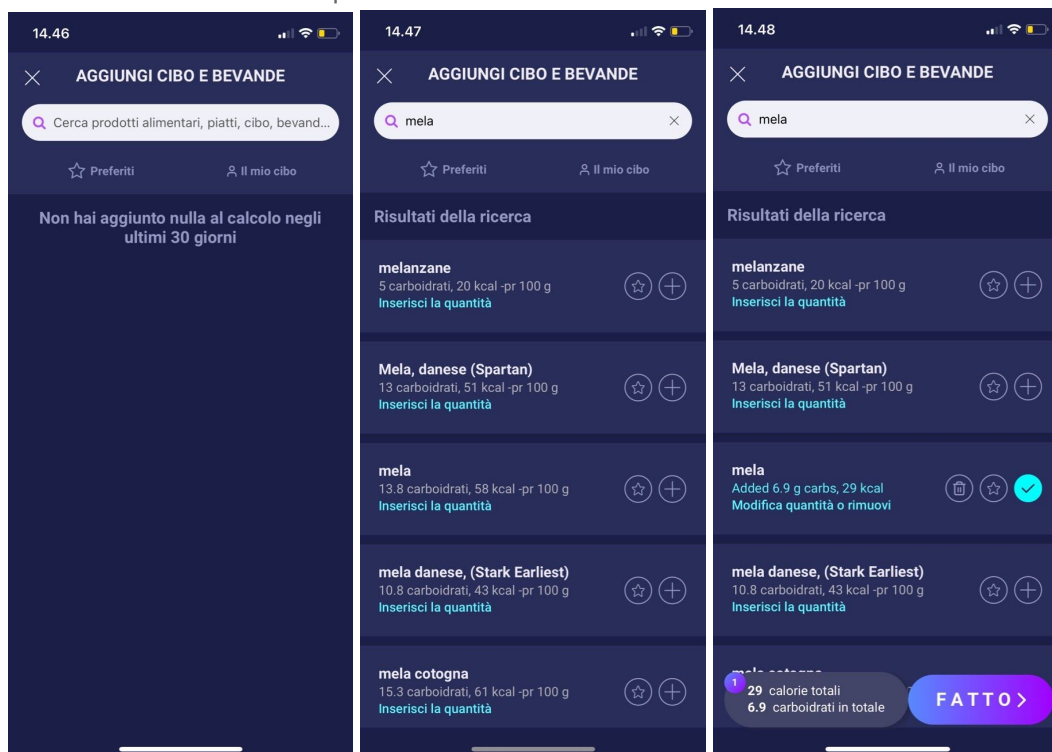 14.46
AGGIUNGI CIBO E BEVANDE
Cerca prodotti alimentari, piatti, cibo, bevand...
Preferiti
Il mio cibo
Non hai aggiunto nulla al calcolo negli
ultimi 30 giorni
14.47
AGGIUNGI CIBO E BEVANDE
mela
Preferiti
Il mio cibo
Risultati della ricerca
melanzane
5 carboidrati, 20 kcal -pr 100 g
Inserisci la quantità
Mela, danese (Spartan)
13 carboidrati, 51 kcal -pr 100 g
Inserisci la quantità
mela
13.8 carboidrati, 58 kcal -pr 100 g
Inserisci la quantità
mela danese, (Stark Earliest)
10.8 carboidrati, 43 kcal -pr 100 g
Inserisci la quantità
mela cotogna
15.3 carboidrati, 61 kcal -pr 100 g
Inserisci la quantità
14.48
AGGIUNGI CIBO E BEVANDE
mela
Preferiti
Il mio cibo
Risultati della ricerca
melanzane
5 carboidrati, 20 kcal -pr 100 g
Inserisci la quantità
Mela, danese (Spartan)
13 carboidrati, 51 kcal -pr 100 g
Inserisci la quantità
mela
Added 6.9 g carbs, 29 kcal
Modifica quantità o rimuovi
mela danese, (Stark Earliest)
10.8 carboidrati, 43 kcal -pr 100 g
Inserisci la quantità
1
29 calorie totali
6.9 carboidrati in totale
FATTO